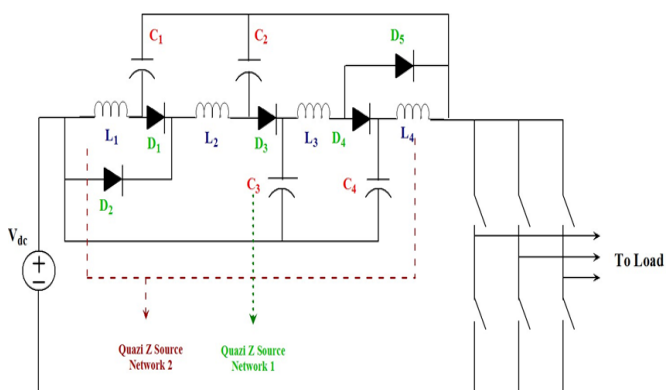 C1
C2
D5
L1
D1
L2
D3
L3
D4
L4
D2
C3
C4
Vdc
+
−
To Load
Quazi Z Source
Network 2
Quazi Z Source
Network 1